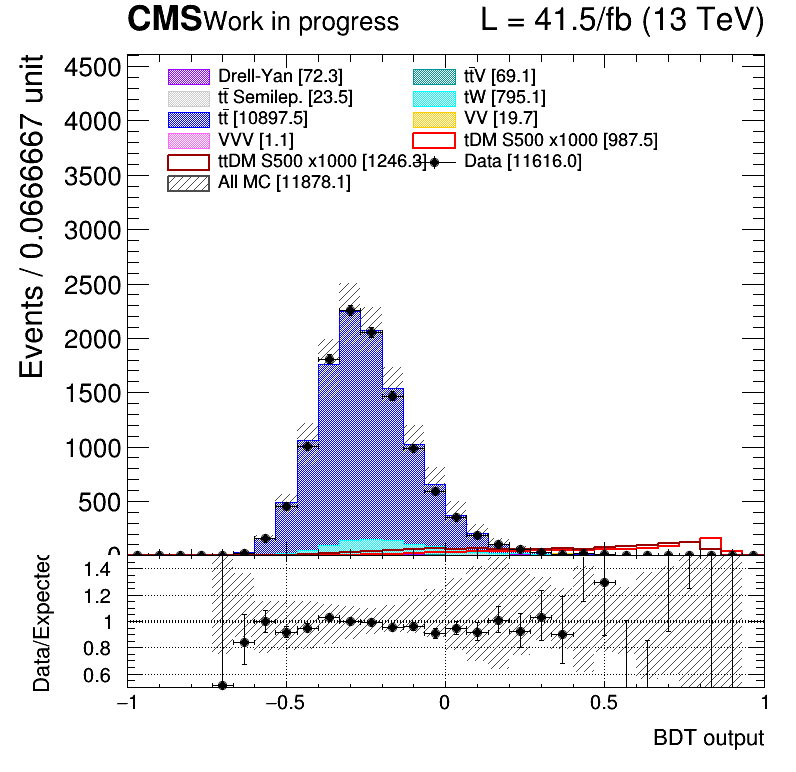 CMS Work in progress L = 41.5/fb (13 TeV)
Events / 0.0666667 unit
4500
4000
3500
3000
2500
2000
1500
1000
500
0
Drell-Yan [72.3] tt̄V [69.1]
tt̄ Semilep. [23.5] tW [795.1]
tt̄ [10897.5] VV [19.7]
VVV [1.1] tDM S500 x1000 [987.5]
ttDM S500 x1000 [1246.3] Data [11616.0]
All MC [11878.1]
Data/Expected
1.4
1.2
1
0.8
0.6
−1 −0.5 0 0.5 1
BDT output